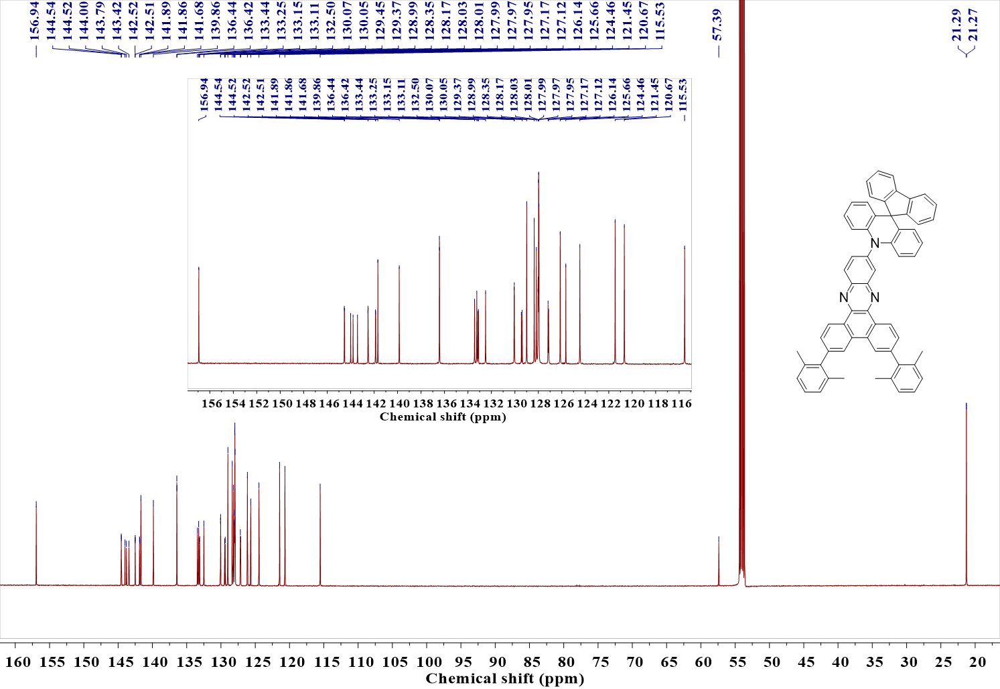 156.94 144.54 144.52 144.00 143.79 143.42 142.52 142.51 141.89 141.86 141.68 139.86 136.44 136.42 133.44 133.25 133.15 133.11 132.50 130.07 130.05 129.45 129.37 128.99 128.35 128.17 128.03 128.01 127.99 127.97 127.95 127.17 127.12 126.14 125.66 124.46 121.45 120.67 115.53 57.39 21.29 21.27
156.94 144.54 144.52 142.52 142.51 141.89 141.86 141.68 139.86 136.44 136.42 133.44 133.25 133.15 133.11 132.50 130.07 130.05 129.37 128.99 128.35 128.17 128.03 128.01 127.99 127.97 127.95 127.17 127.12 126.14 125.66 124.46 121.45 120.67 115.53
N
N N
156 154 152 150 148 146 144 142 140 138 136 134 132 130 128 126 124 122 120 118 116
Chemical shift (ppm)
160 155 150 145 140 135 130 125 120 115 110 105 100 95 90 85 80 75 70 65 60 55 50 45 40 35 30 25 20
Chemical shift (ppm)